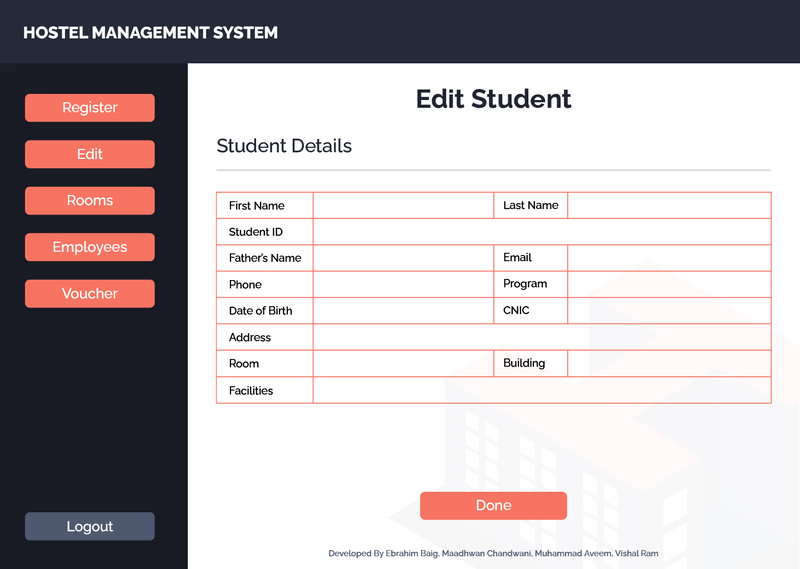 HOSTEL MANAGEMENT SYSTEM
Register
Edit
Rooms
Employees
Voucher
Logout
Edit Student
Student Details
First Name Last Name
Student ID
Father's Name Email
Phone Program
Date of Birth CNIC
Address
Room Building
Facilities
Done
Developed By Ebrahim Baig, Maadhwan Chandwani, Muhammad Aveem, Vishal Ram